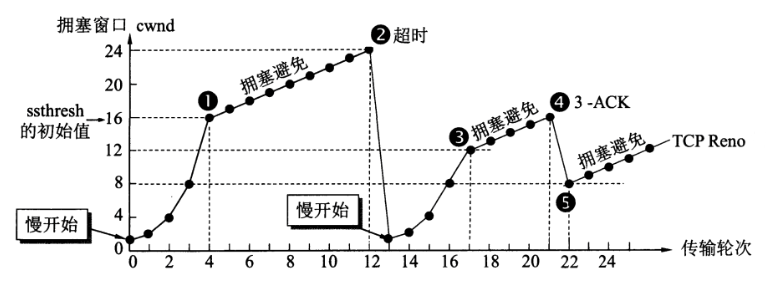 拥塞窗口 cwnd
24
20
16
12
8
4
0
ssthresh
的初始值
慢开始
❶
拥塞避免
❷ 超时
慢开始
❸ 拥塞避免
❹ 3 -ACK
❺
拥塞避免
TCP Reno
0 2 4 6 8 10 12 14 16 18 20 22 24
传输轮次